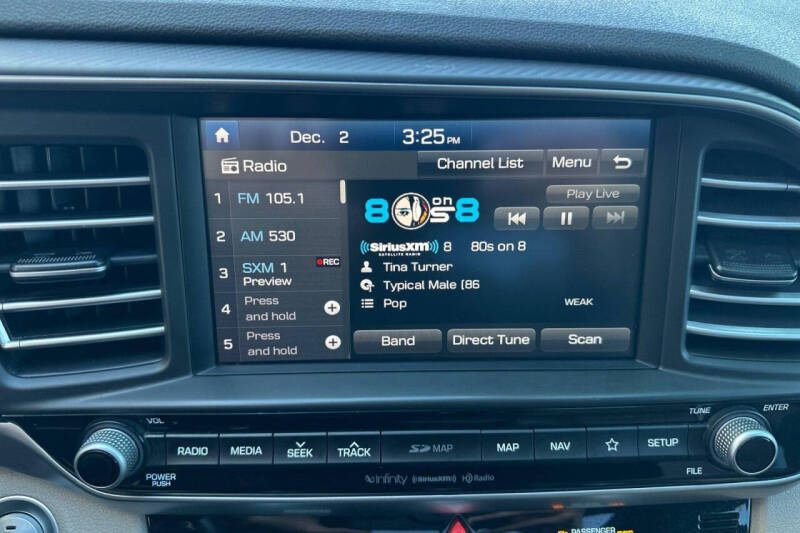 Dec. 2 3:25 PM
Radio Channel List Menu
1 FM 105.1
2 AM 530
3 SXM 1 REC
Preview
4 Press
and hold
5 Press
and hold
Play Live
80s on 8
SiriusXM 8 80s on 8
SATELLITE RADIO
Tina Turner
Typical Male (86
Pop
WEAK
Band Direct Tune Scan
VOL
POWER
PUSH
RADIO MEDIA SEEK TRACK SD MAP MAP NAV SETUP
TUNE ENTER
FILE
Infinity SiriusXM HD Radio
PASSENGER